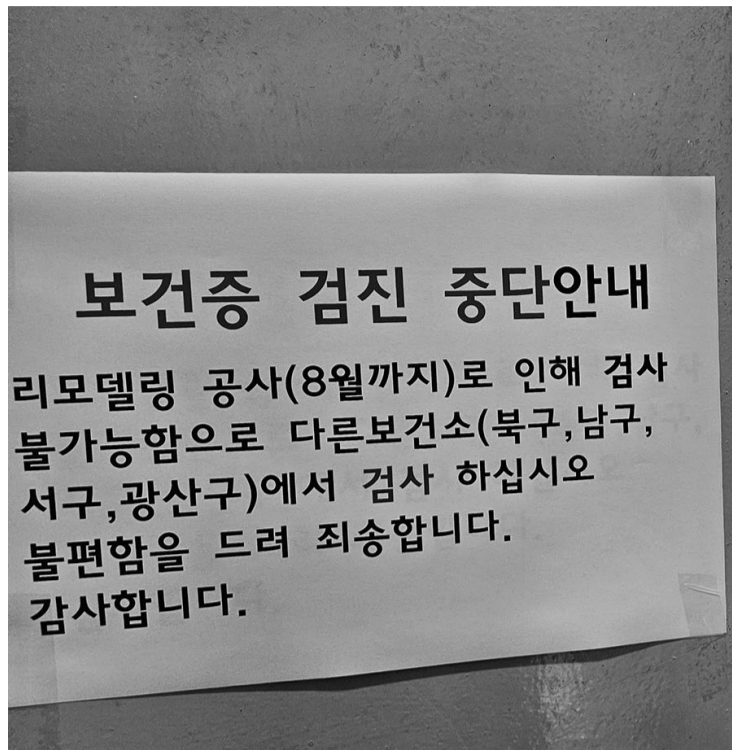 보건증 검진 중단안내
리모델링 공사(8월까지)로 인해 검사
불가능함으로 다른보건소(북구,남구,
서구,광산구)에서 검사 하십시오
불편함을 드려 죄송합니다.
감사합니다.